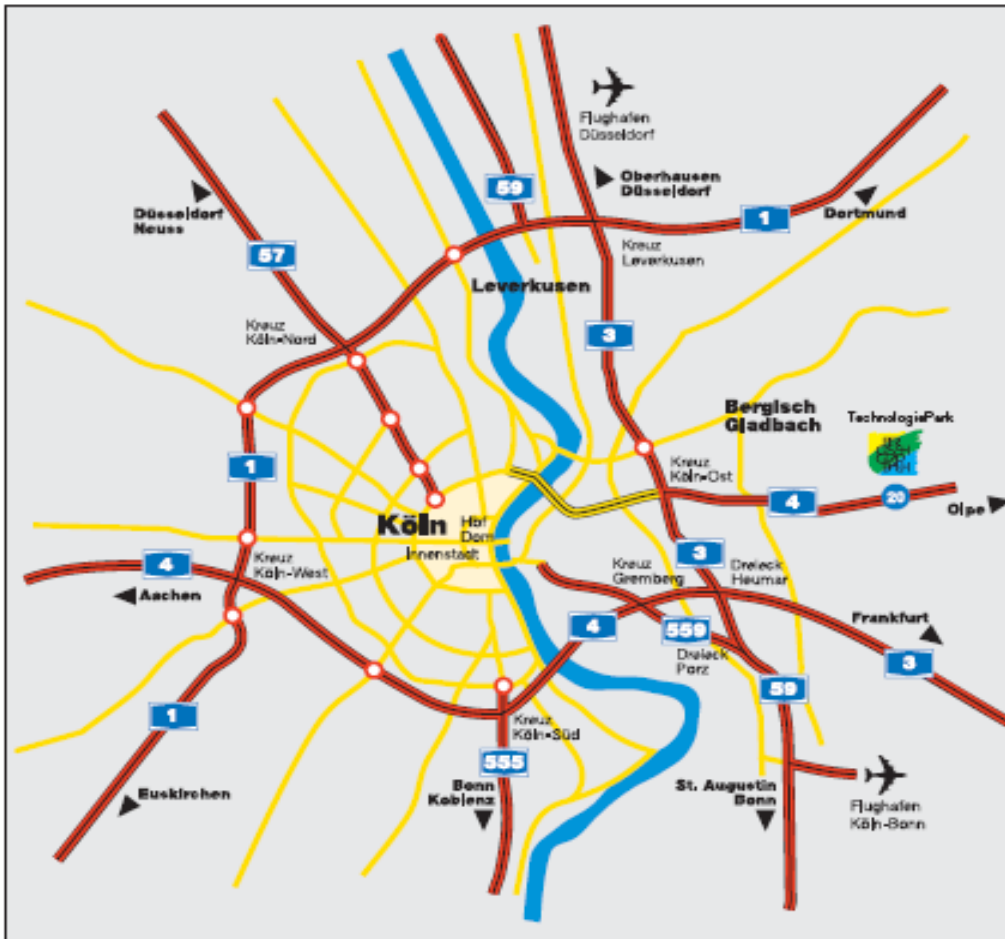 Flughafen
Düsseldorf
59
Oberhausen
Düsseldorf
Düsseldorf
Neuss
1
Dortmund
57
Kreuz
Leverkusen
Leverkusen
Kreuz
Köln-Nord
3
Bergisch
Gladbach
TechnologiePark
1
Kreuz
Köln-Ost
4
20
Olpe
Köln
Hbf
Dom
Innenstadt
4
Kreuz
Köln-West
Aachen
3
Kreuz
Gremberg
Dreieck
Heumar
4
559
Frankfurt
Dreieck
Porz
3
59
1
Kreuz
Köln-Süd
555
Euskirchen
Bonn
Koblenz
St. Augustin
Bonn
Flughafen
Köln-Bonn